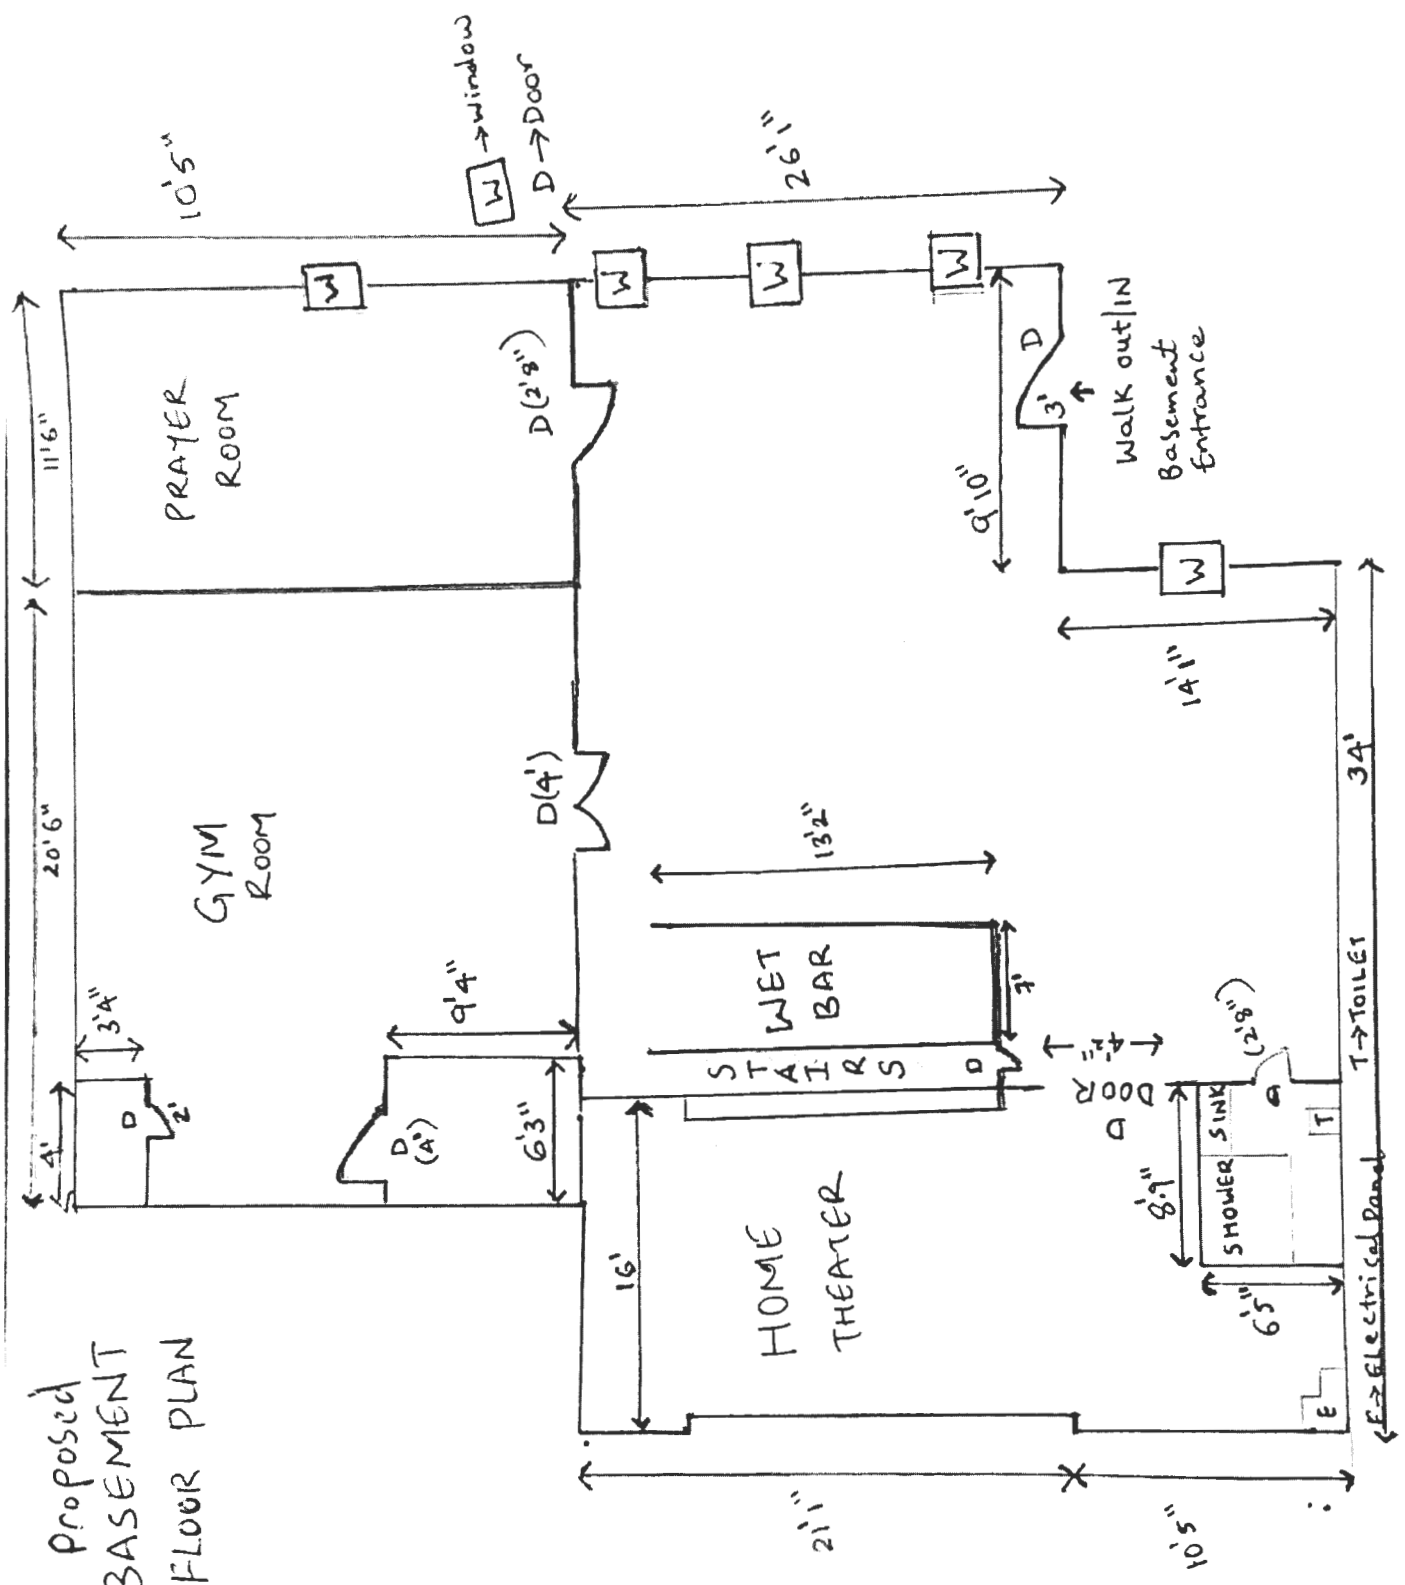 Proposed
BASEMENT
FLOOR PLAN
4'
20'6"
11'6"
10'5"
W → Window
D → Door
3'4"
D
2'
GYM
ROOM
PRAYER
ROOM
W
D
(4')
9'4"
6'3"
D(4')
D(2'8")
W
W
W
26'1"
16'
STAIRS
D
WET
BAR
13'2"
7'
9'10"
D
3'
Walk out/IN
Basement
Entrance
HOME
THEATER
D
DOOR
4'2"
W
14'1"
8'9"
SHOWER
SINK
D
(2'8")
T
6'5"
E
21'1"
10'5"
E → Electrical Panel
T → TOILET
34'